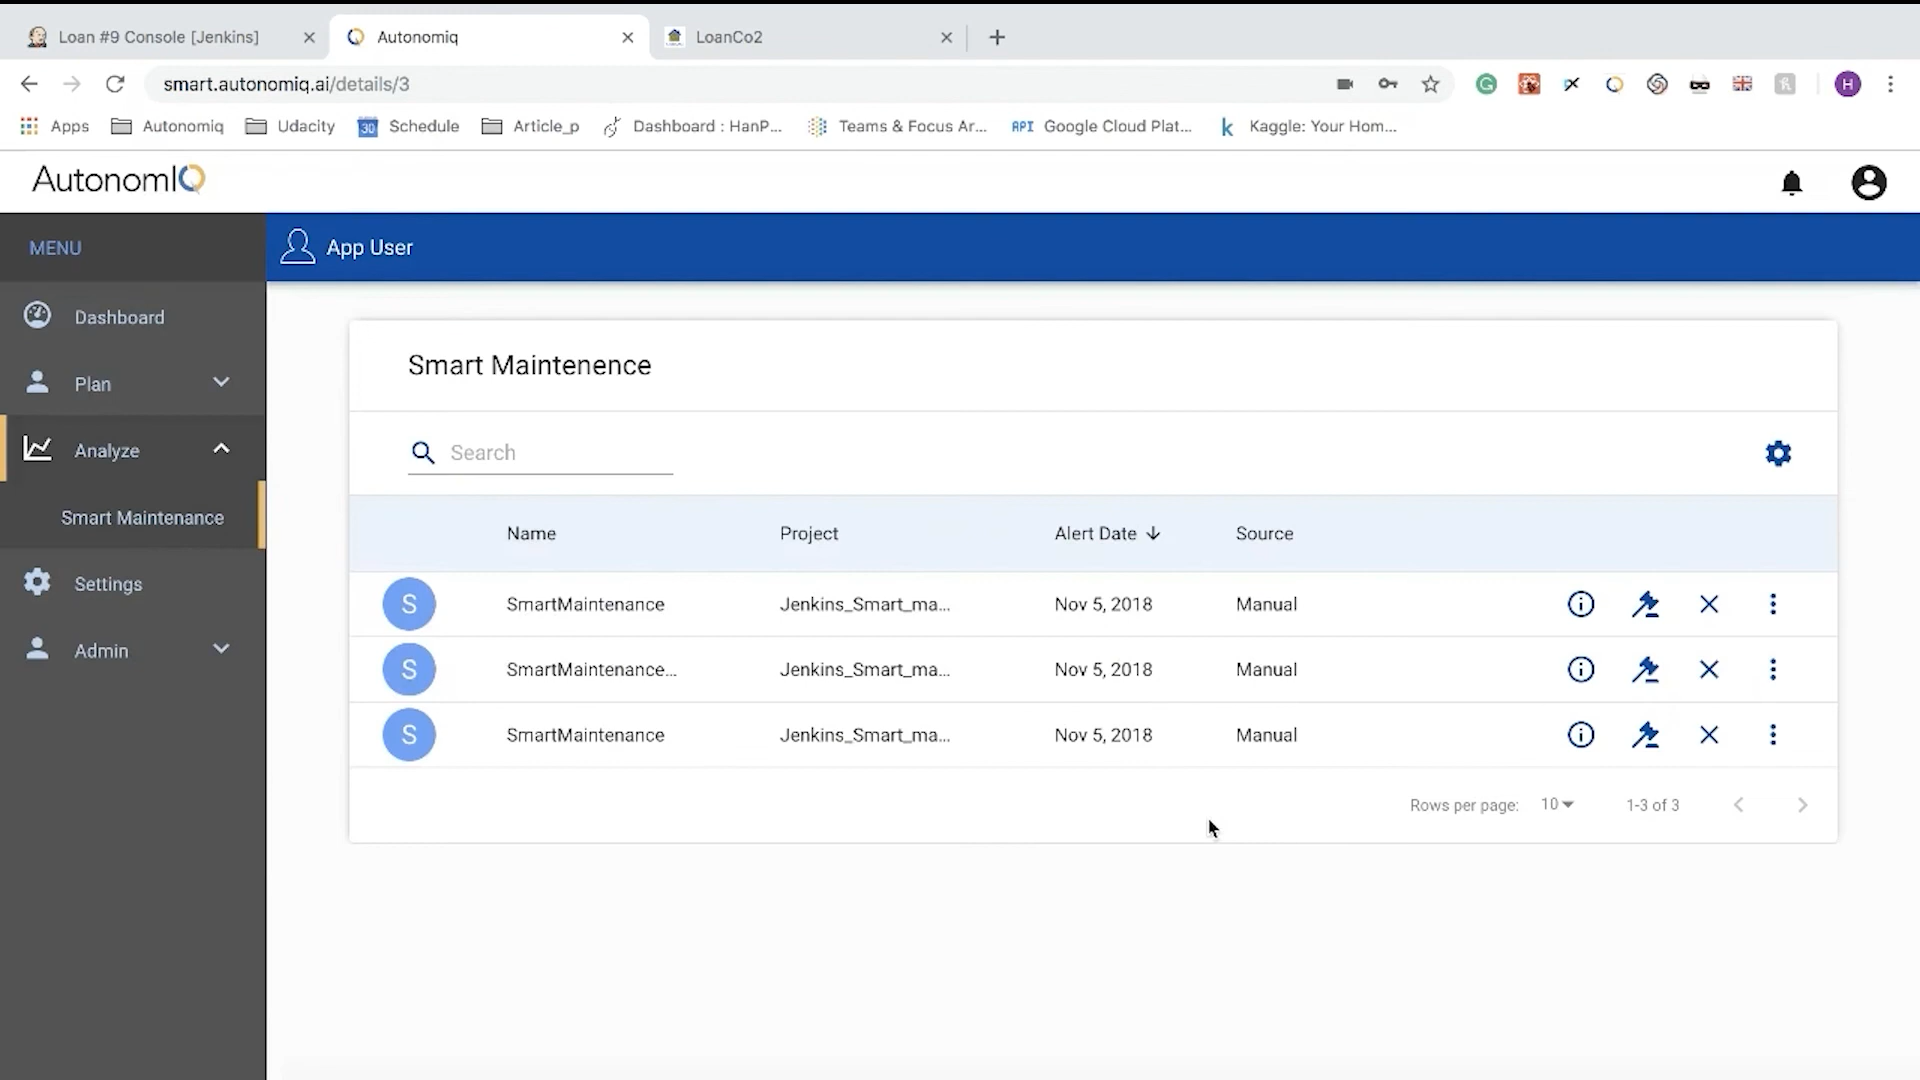 Loan #9 Console [Jenkins]
Autonomiq
LoanCo2
smart.autonomiq.ai/details/3
H
Apps
Autonomiq
Udacity
30
Schedule
Article_p
Dashboard : HanP...
Teams & Focus Ar...
API
Google Cloud Plat...
k
Kaggle: Your Hom...
AutonomIQ
MENU
App User
Dashboard
Plan
Analyze
Smart Maintenance
Settings
Admin
Smart Maintenence
Search
Name Project Alert Date Source
S SmartMaintenance Jenkins_Smart_ma... Nov 5, 2018 Manual
S SmartMaintenance... Jenkins_Smart_ma... Nov 5, 2018 Manual
S SmartMaintenance Jenkins_Smart_ma... Nov 5, 2018 Manual
Rows per page: 10 1-3 of 3